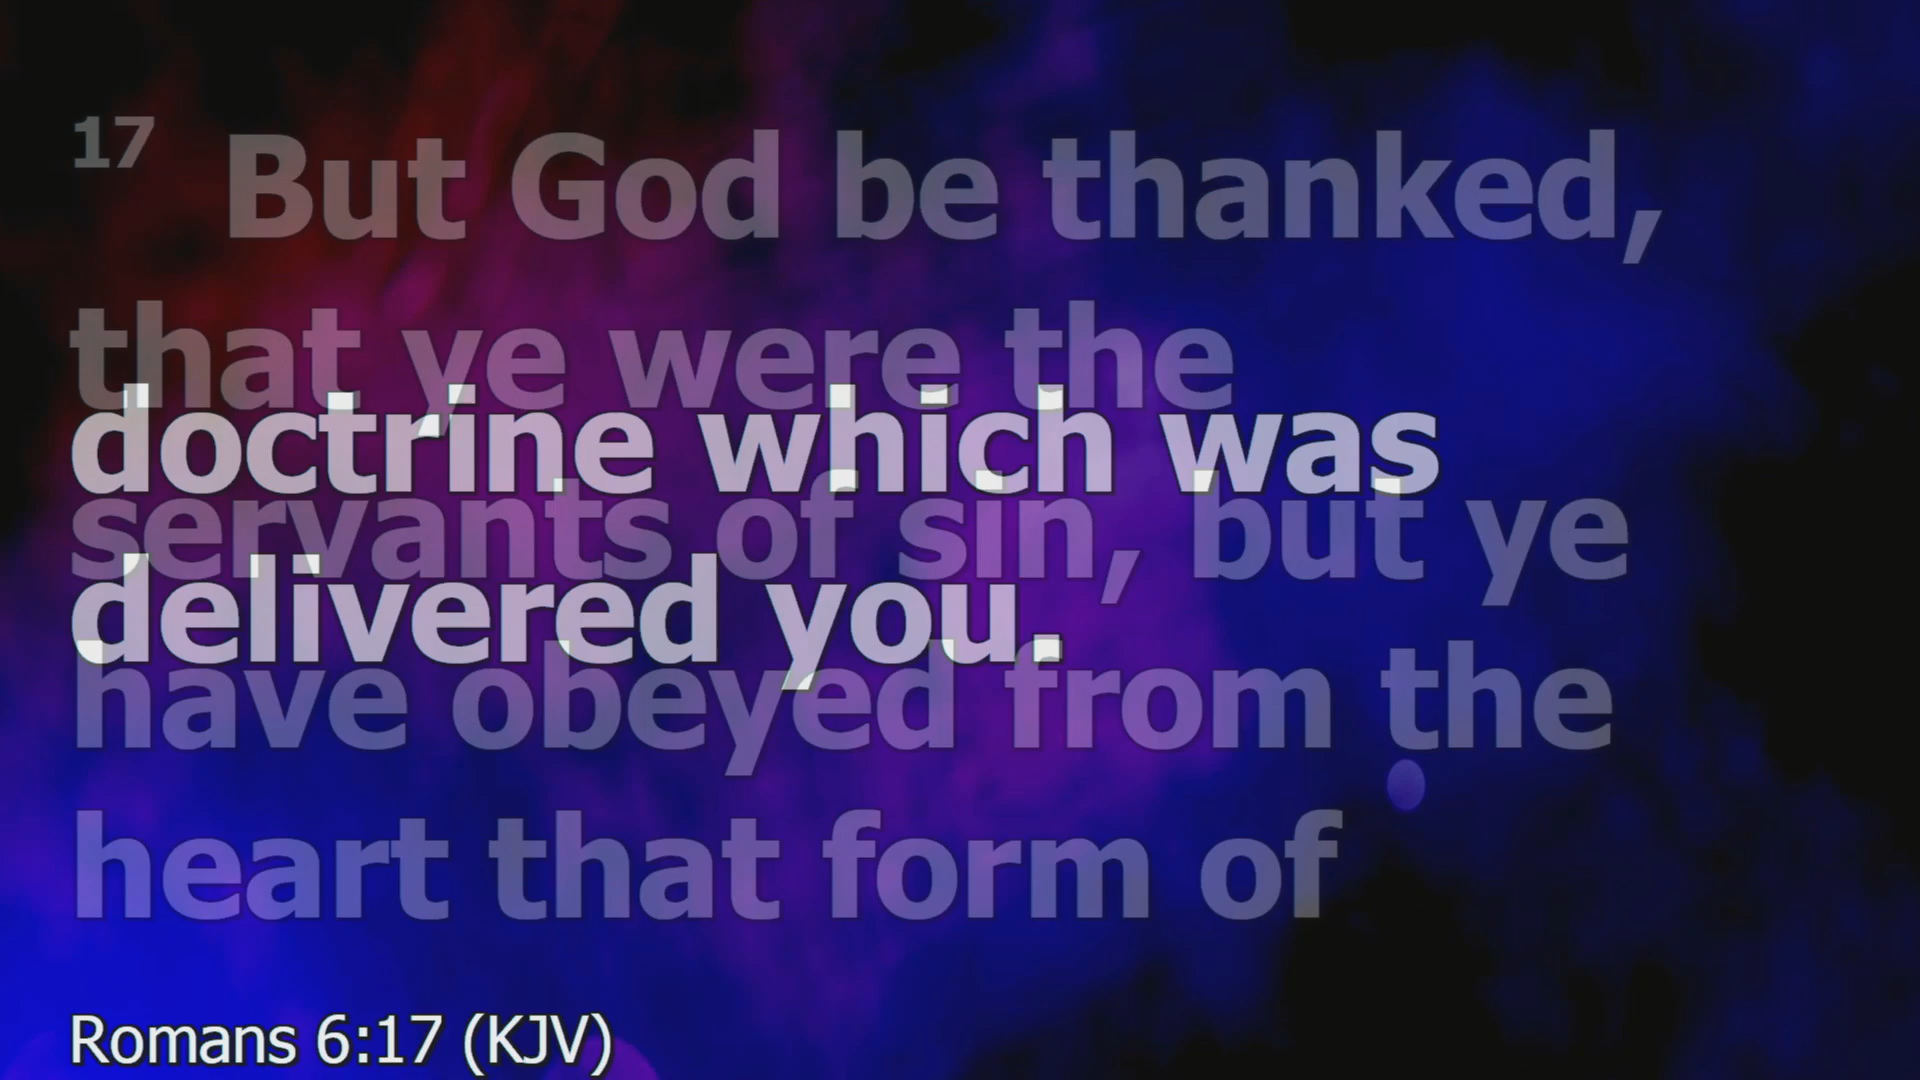 17 But God be thanked,
that ye were the
servants of sin, but ye
have obeyed from the
heart that form of
doctrine which was
delivered you.
Romans 6:17 (KJV)